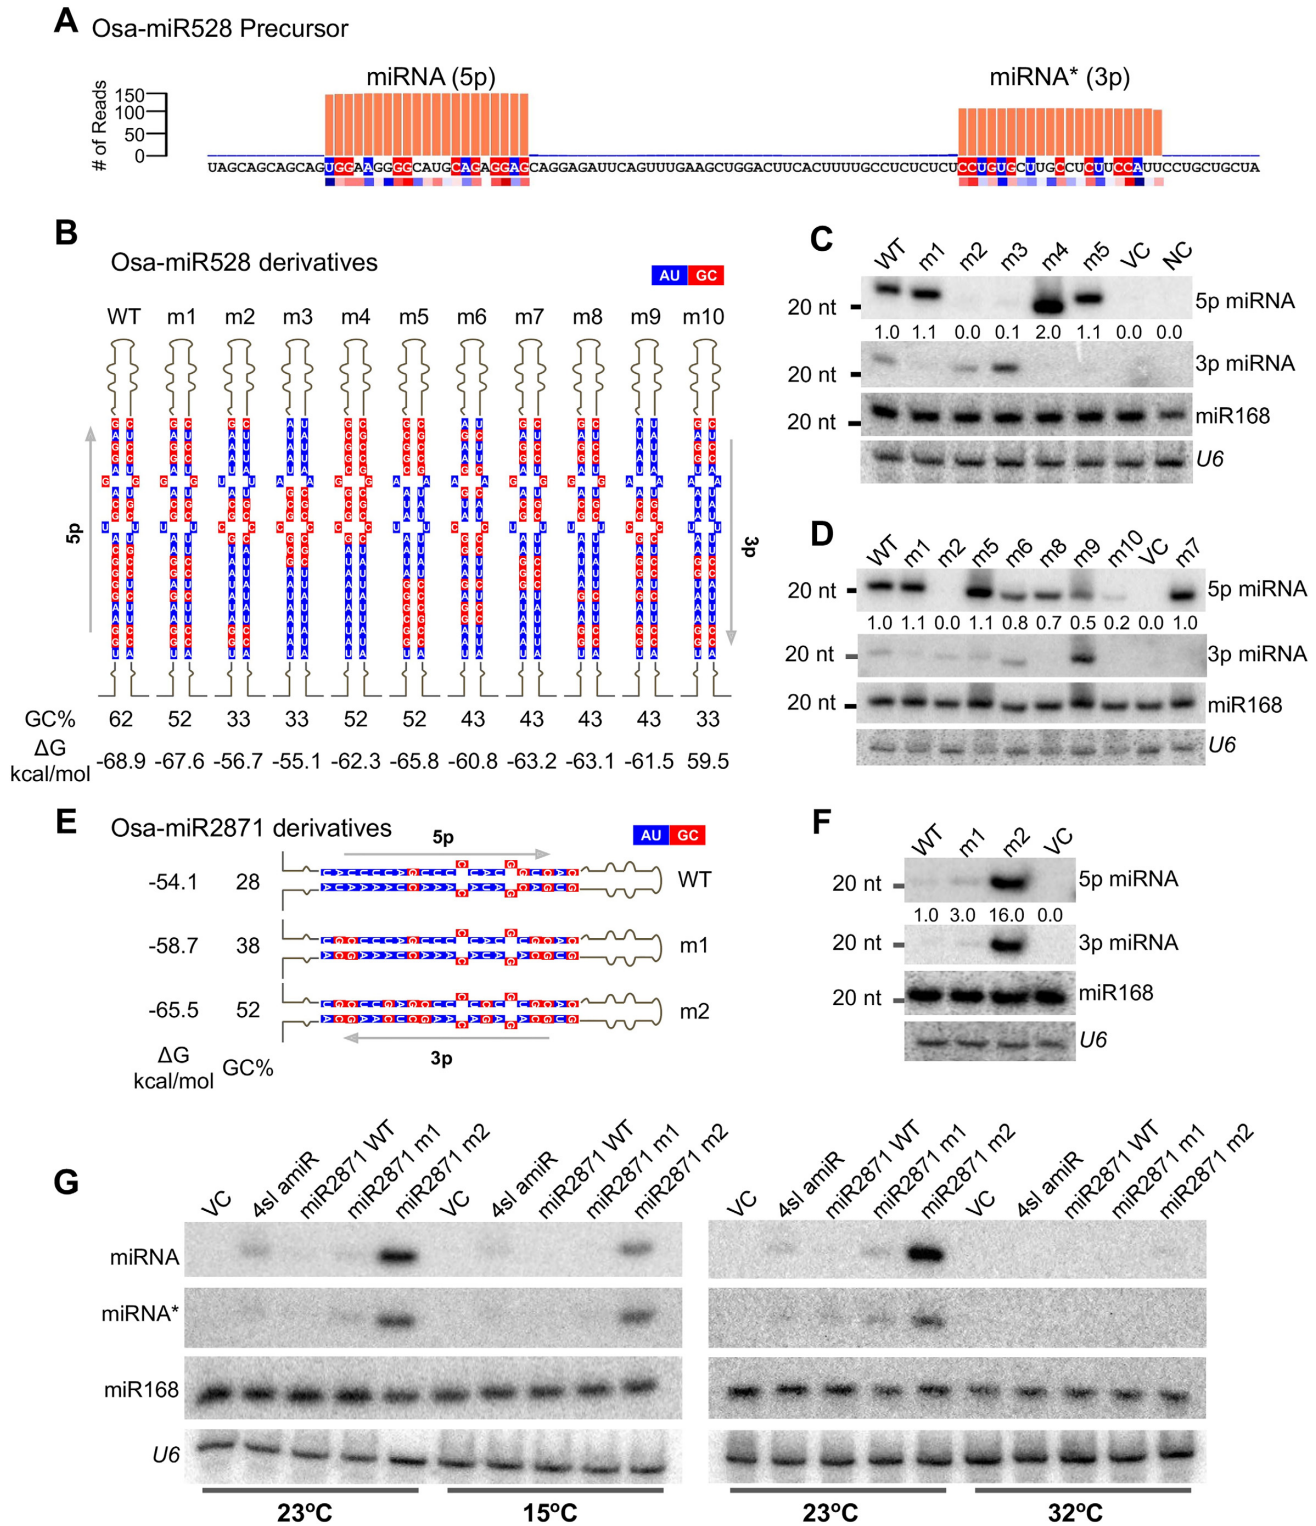 A Osa-miR528 Precursor
miRNA (5p)
miRNA* (3p)
# of Reads
150
100
50
0
UAGCAGCAGCAGUGGAAGGGGCAUGCAGAGGAGCAGGAGAUUCAGUUUGAAGCUGGACUUCACUUUUGCCUCUCUCUCCUGUGCUUGCCUCUUCCAUUCCUGCUGCUA
B Osa-miR528 derivatives
AU GC
WT m1 m2 m3 m4 m5 m6 m7 m8 m9 m10
5p
3p
GC% 62 52 33 33 52 52 43 43 43 43 33
ΔG
kcal/mol -68.9 -67.6 -56.7 -55.1 -62.3 -65.8 -60.8 -63.2 -63.1 -61.5 59.5
C
WT m1 m2 m3 m4 m5 VC NC
20 nt 5p miRNA
1.0 1.1 0.0 0.1 2.0 1.1 0.0 0.0
20 nt 3p miRNA
20 nt miR168
U6
D
WT m1 m2 m5 m6 m8 m9 m10 VC m7
20 nt 5p miRNA
1.0 1.1 0.0 1.1 0.8 0.7 0.5 0.2 0.0 1.0
20 nt 3p miRNA
20 nt miR168
U6
E Osa-miR2871 derivatives
AU GC
5p
-54.1 28 WT
-58.7 38 m1
-65.5 52 m2
3p
ΔG
kcal/mol
GC%
F
WT m1 m2 VC
20 nt 5p miRNA
1.0 3.0 16.0 0.0
20 nt 3p miRNA
20 nt miR168
U6
G
VC 4sl amiR miR2871 WT miR2871 m1 miR2871 m2 VC 4sl amiR miR2871 WT miR2871 m1 miR2871 m2
VC 4sl amiR miR2871 WT miR2871 m1 miR2871 m2 VC 4sl amiR miR2871 WT miR2871 m1 miR2871 m2
miRNA
miRNA*
miR168
U6
23ºC 15ºC 23ºC 32ºC